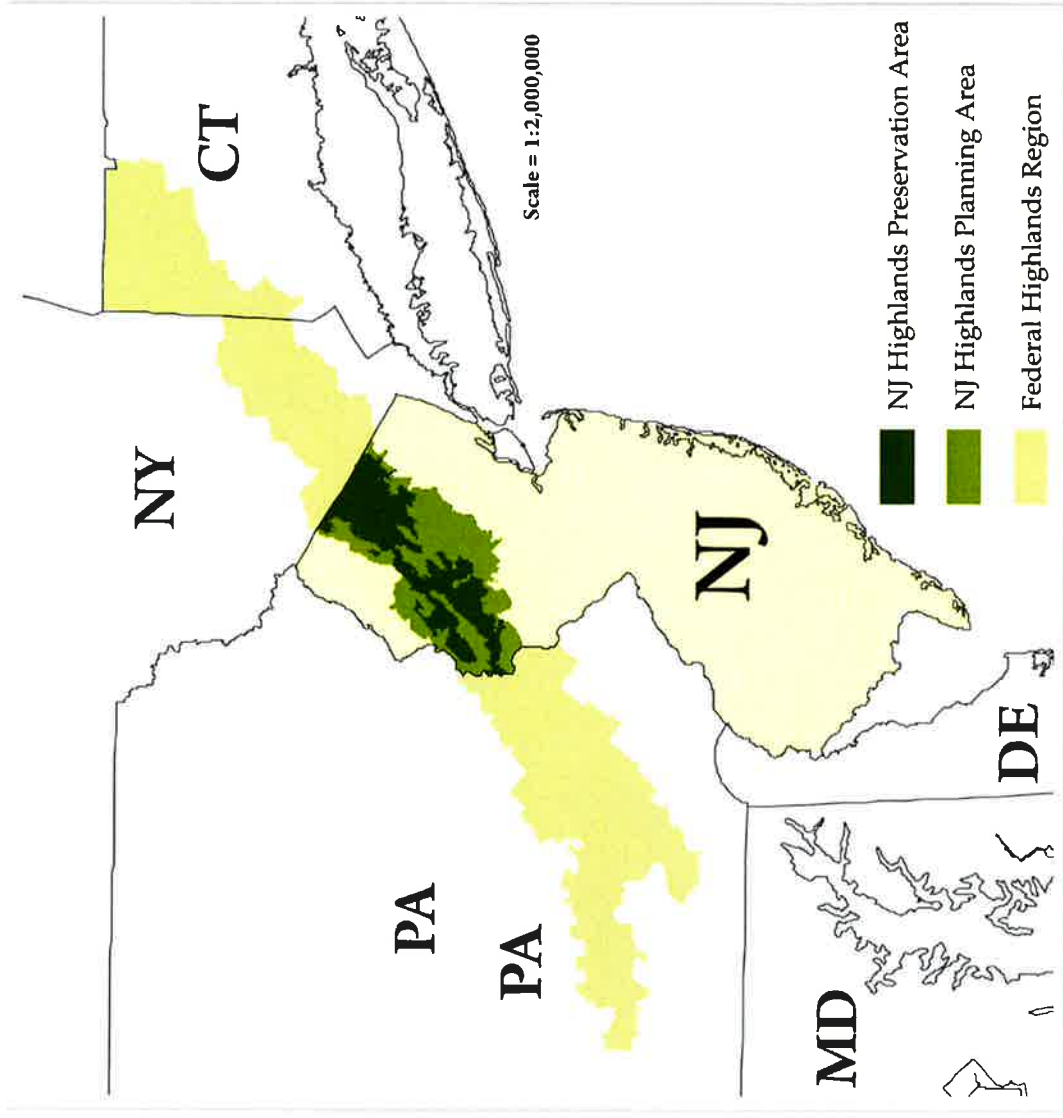 NY
CT
PA
PA
NJ
MD
DE
Scale = 1:2,000,000
NJ Highlands Preservation Area
NJ Highlands Planning Area
Federal Highlands Region